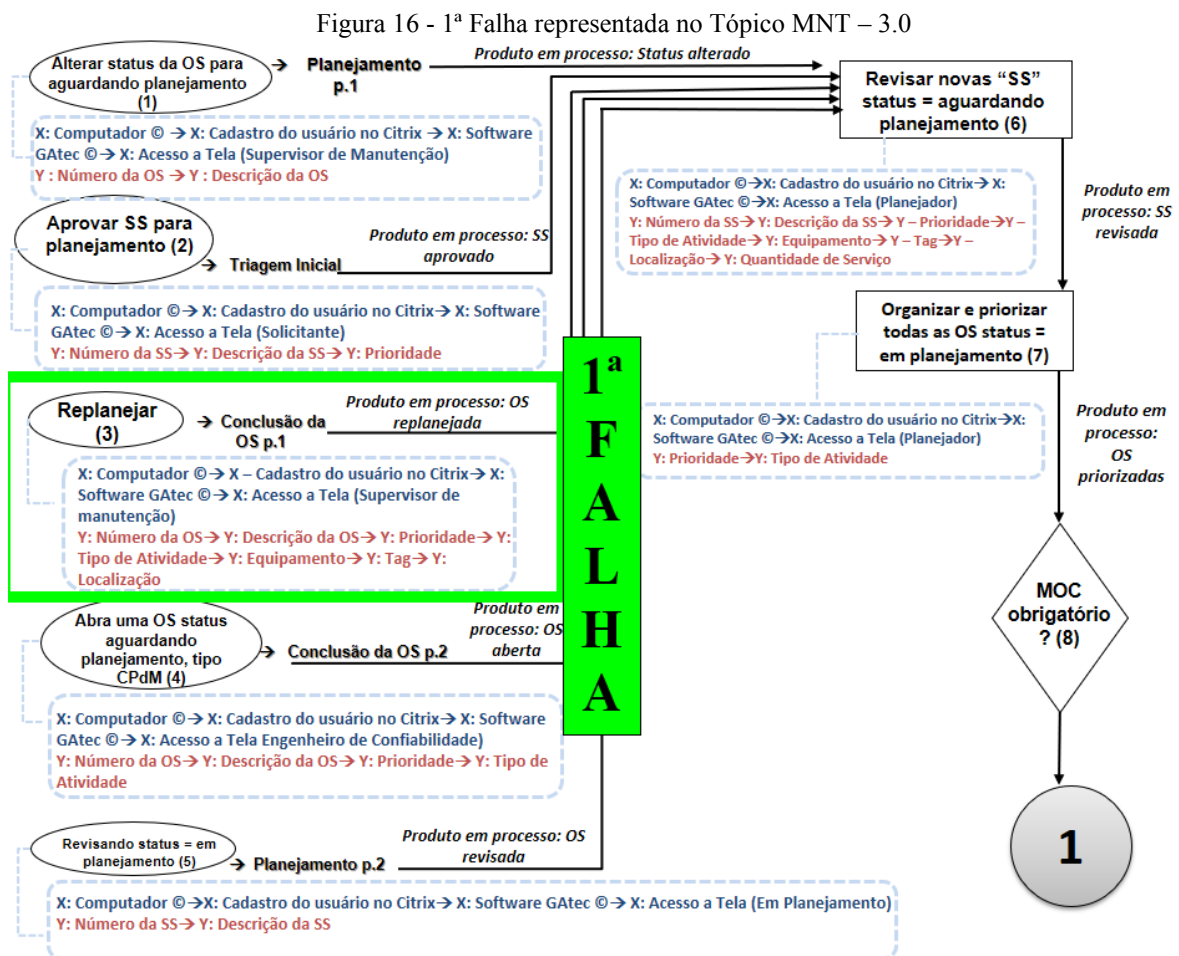 Figura 16 - 1ª Falha representada no Tópico MNT – 3.0
Alterar status da OS para
aguardando planejamento
(1)
→ Planejamento
p.1
Produto em processo: Status alterado
X: Computador © → X: Cadastro do usuário no Citrix → X: Software
GAtec ©→ X: Acesso a Tela (Supervisor de Manutenção)
Y : Número da OS → Y : Descrição da OS
Aprovar SS para
planejamento (2)
→ Triagem Inicial
Produto em processo: SS
aprovado
X: Computador ©→ X: Cadastro do usuário no Citrix→ X: Software
GAtec ©→ X: Acesso a Tela (Solicitante)
Y: Número da SS→ Y: Descrição da SS→ Y: Prioridade
Replanejar
(3)
→ Conclusão da
OS p.1
Produto em processo: OS
replanejada
X: Computador ©→ X – Cadastro do usuário no Citrix→ X:
Software GAtec ©→ X: Acesso a Tela (Supervisor de
manutenção)
Y: Número da OS→ Y: Descrição da OS→ Y: Prioridade→ Y:
Tipo de Atividade→ Y: Equipamento→ Y: Tag→ Y:
Localização
Abra uma OS status
aguardando
planejamento, tipo
CPdM (4)
→ Conclusão da OS p.2
Produto em
processo: OS
aberta
X: Computador ©→ X: Cadastro do usuário no Citrix→ X: Software
GAtec ©→ X: Acesso a Tela Engenheiro de Confiabilidade)
Y: Número da OS→ Y: Descrição da OS→ Y: Prioridade→ Y: Tipo de
Atividade
Revisando status = em
planejamento (5)
→ Planejamento p.2
Produto em processo: OS
revisada
X: Computador ©→X: Cadastro do usuário no Citrix→ X: Software GAtec ©→ X: Acesso a Tela (Em Planejamento)
Y: Número da SS→ Y: Descrição da SS
1ª
F
A
L
H
A
Revisar novas “SS”
status = aguardando
planejamento (6)
X: Computador ©→X: Cadastro do usuário no Citrix→ X:
Software GAtec ©→X: Acesso a Tela (Planejador)
Y: Número da SS→ Y: Descrição da SS→ Y – Prioridade→Y –
Tipo de Atividade→ Y: Equipamento→ Y – Tag→Y –
Localização→ Y: Quantidade de Serviço
Produto em
processo: SS
revisada
Organizar e priorizar
todas as OS status =
em planejamento (7)
X: Computador ©→X: Cadastro do usuário no Citrix→X:
Software GAtec ©→X: Acesso a Tela (Planejador)
Y: Prioridade→Y: Tipo de Atividade
Produto em
processo:
OS
priorizadas
MOC
obrigatório
? (8)
1